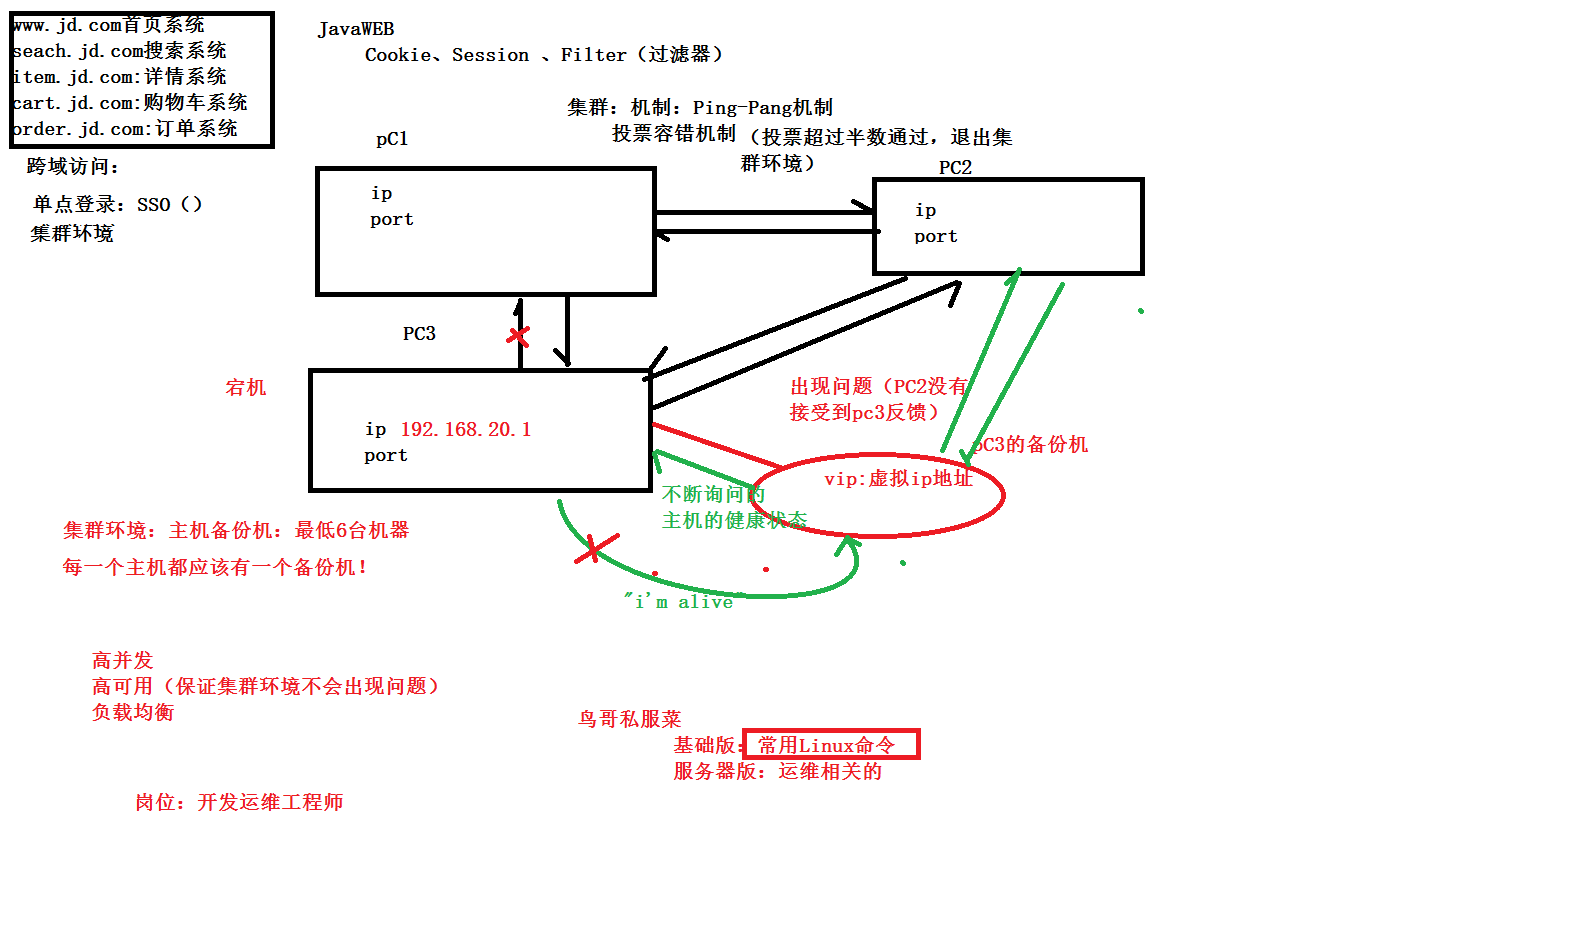 www.jd.com首页系统
seach.jd.com搜索系统
item.jd.com:详情系统
cart.jd.com:购物车系统
order.jd.com:订单系统
跨域访问：
单点登录：SSO（）
集群环境
JavaWEB
Cookie、Session 、Filter（过滤器）
集群：机制：Ping-Pang机制
投票容错机制（投票超过半数通过，退出集
群环境）
pC1
ip
port
PC2
ip
port
PC3
宕机
ip 192.168.20.1
port
出现问题（PC2没有
接受到pc3反馈）
pC3的备份机
vip:虚拟ip地址
不断询问的
主机的健康状态
"i'm alive"
集群环境：主机备份机：最低6台机器
每一个主机都应该有一个备份机！
高并发
高可用（保证集群环境不会出现问题）
负载均衡
鸟哥私服菜
基础版：常用Linux命令
服务器版：运维相关的
岗位：开发运维工程师